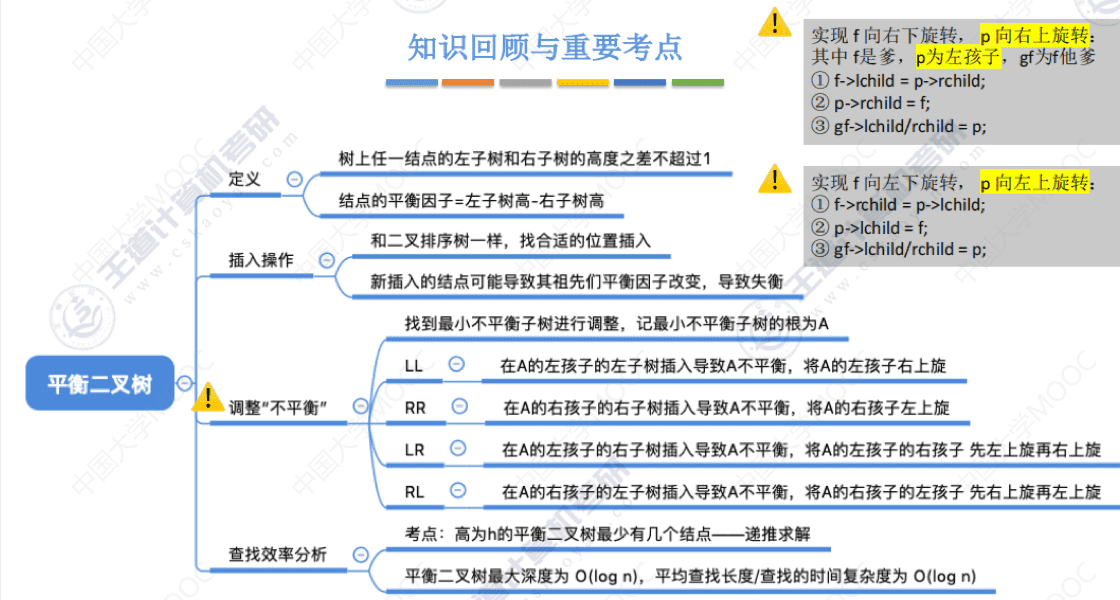 知识回顾与重要考点
实现 f 向右下旋转， p 向右上旋转：
其中 f是爹，p为左孩子，gf为f他爹
① f->lchild = p->rchild;
② p->rchild = f;
③ gf->lchild/rchild = p;
实现 f 向左下旋转， p 向左上旋转：
① f->rchild = p->lchild;
② p->lchild = f;
③ gf->lchild/rchild = p;
平衡二叉树
定义
树上任一结点的左子树和右子树的高度之差不超过1
结点的平衡因子=左子树高-右子树高
插入操作
和二叉排序树一样，找合适的位置插入
新插入的结点可能导致其祖先们平衡因子改变，导致失衡
调整“不平衡”
找到最小不平衡子树进行调整，记最小不平衡子树的根为A
LL 在A的左孩子的左子树插入导致A不平衡，将A的左孩子右上旋
RR 在A的右孩子的右子树插入导致A不平衡，将A的右孩子左上旋
LR 在A的左孩子的右子树插入导致A不平衡，将A的左孩子的右孩子 先左上旋再右上旋
RL 在A的右孩子的左子树插入导致A不平衡，将A的右孩子的左孩子 先右上旋再左上旋
查找效率分析
考点：高为h的平衡二叉树最少有几个结点——递推求解
平衡二叉树最大深度为 O(log n)，平均查找长度/查找的时间复杂度为 O(log n)
王道计算机考研
www.cskaoyan.com
中国大学MOOC